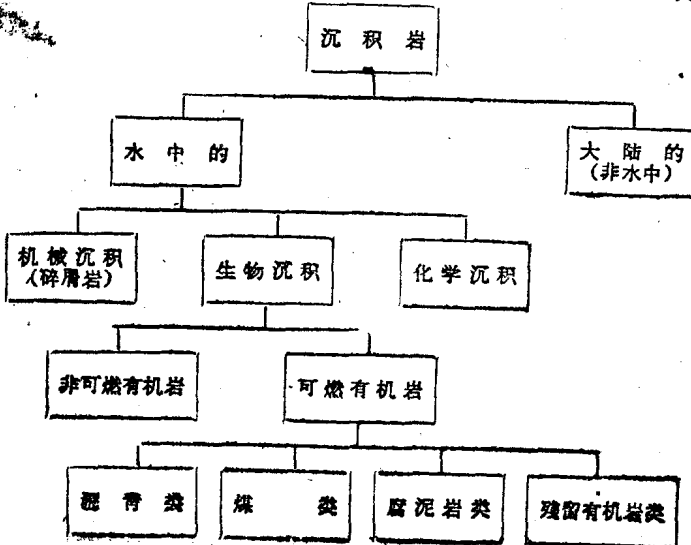 沉积岩
水中的
大陆的
(非水中)
机械沉积
(碎屑岩)
生物沉积
化学沉积
非可燃有机岩
可燃有机岩
沥青类
煤类
腐泥岩类
残留有机岩类